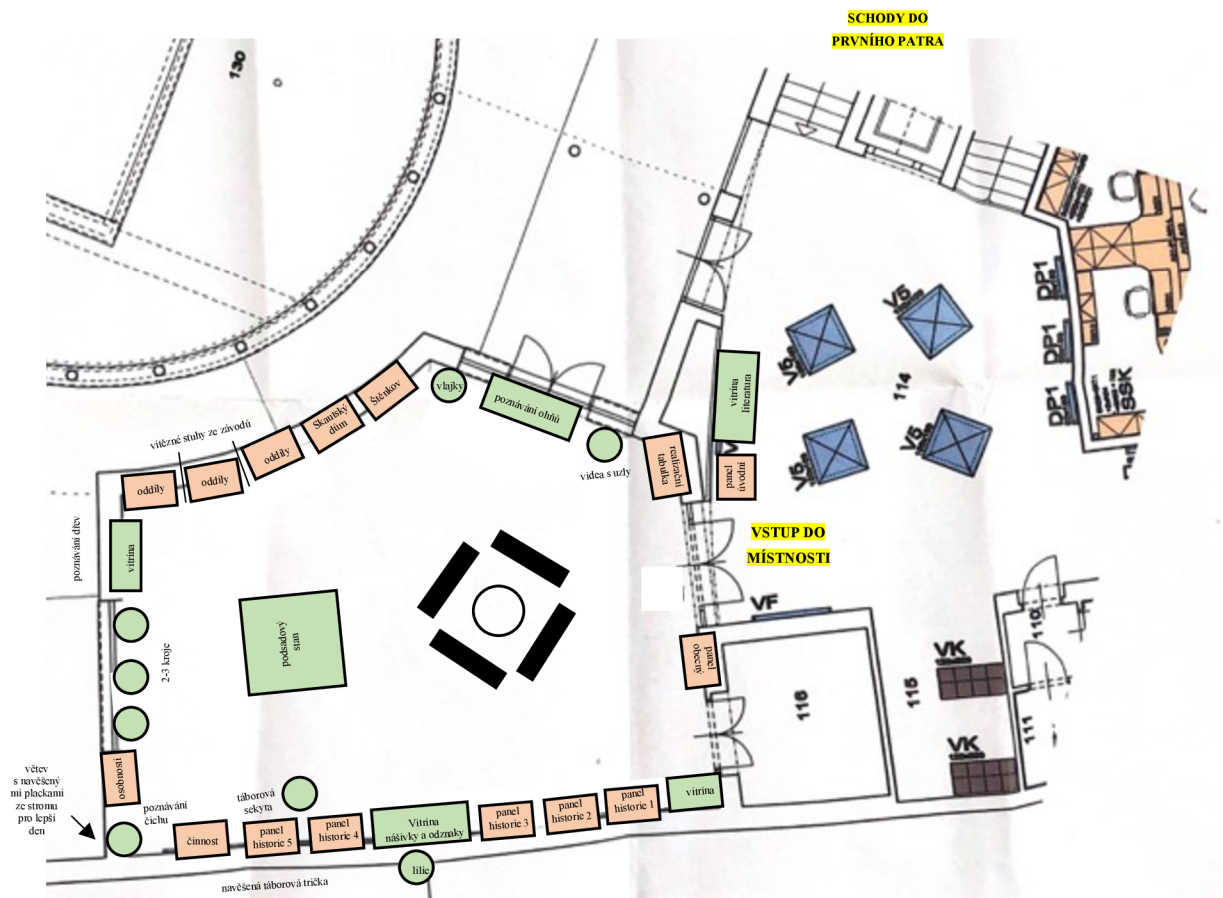 SCHODY DO
PRVNÍHO PATRA
130
114
V5
V5
V5
V5
DP1
DP1
DP1
SSK
vitrina
literatura
panel
úvodní
realizační
tabulka
VSTUP DO
MÍSTNOSTI
vlajky
poznávání ohňů
videa s uzly
Štěnkov
Skautský
dům
vítězné stuhy ze závodů
oddíly
oddíly
oddíly
poznávání dřev
vitrina
2-3 kroje
podsadový
stan
VF
obecný
panel
116
115
110
111
VK
VK
osobnosti
větev
s navěšený
mi plackami
ze stromu
pro lepší
den
poznávání
čichu
táborová
sekyra
činnost
panel
historie 5
panel
historie 4
Vitrína
nášivky a odznaky
panel
historie 3
panel
historie 2
panel
historie 1
vitrina
lilie
navěšená táborová trička